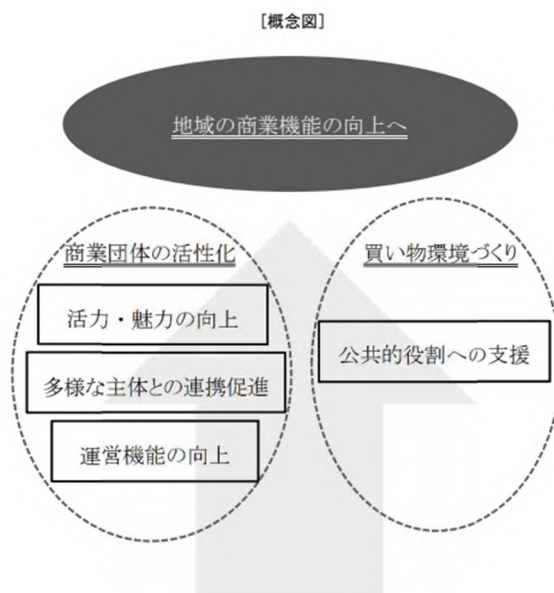 ［概念図］
地域の商業機能の向上へ
商業団体の活性化
活力・魅力の向上
多様な主体との連携促進
運営機能の向上
買い物環境づくり
公共的役割への支援